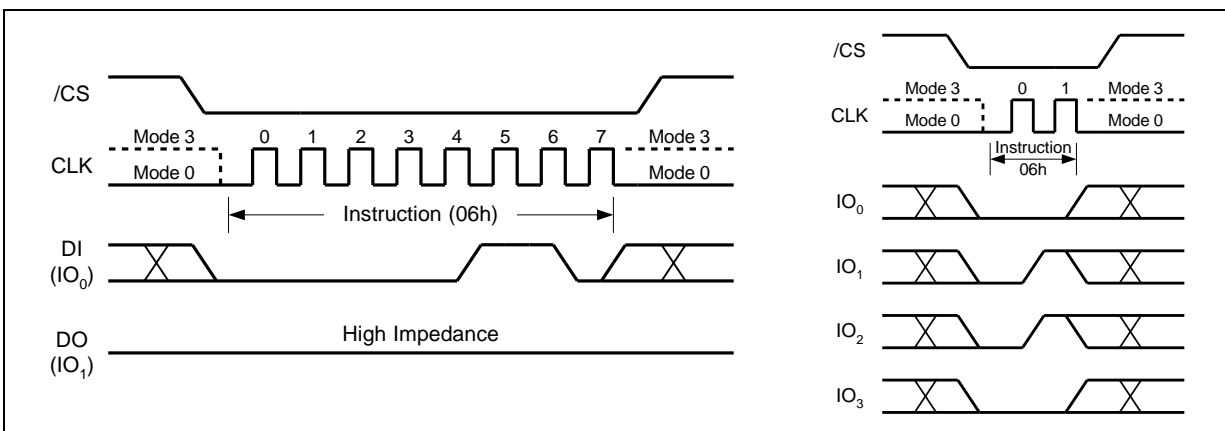 /CS
Mode 3 0 1 2 3 4 5 6 7 Mode 3
CLK
Mode 0 Mode 0
Instruction (06h)
DI
(IO0)
High Impedance
DO
(IO1)
/CS
Mode 3 0 1 Mode 3
CLK
Mode 0 Mode 0
Instruction
06h
IO0
IO1
IO2
IO3